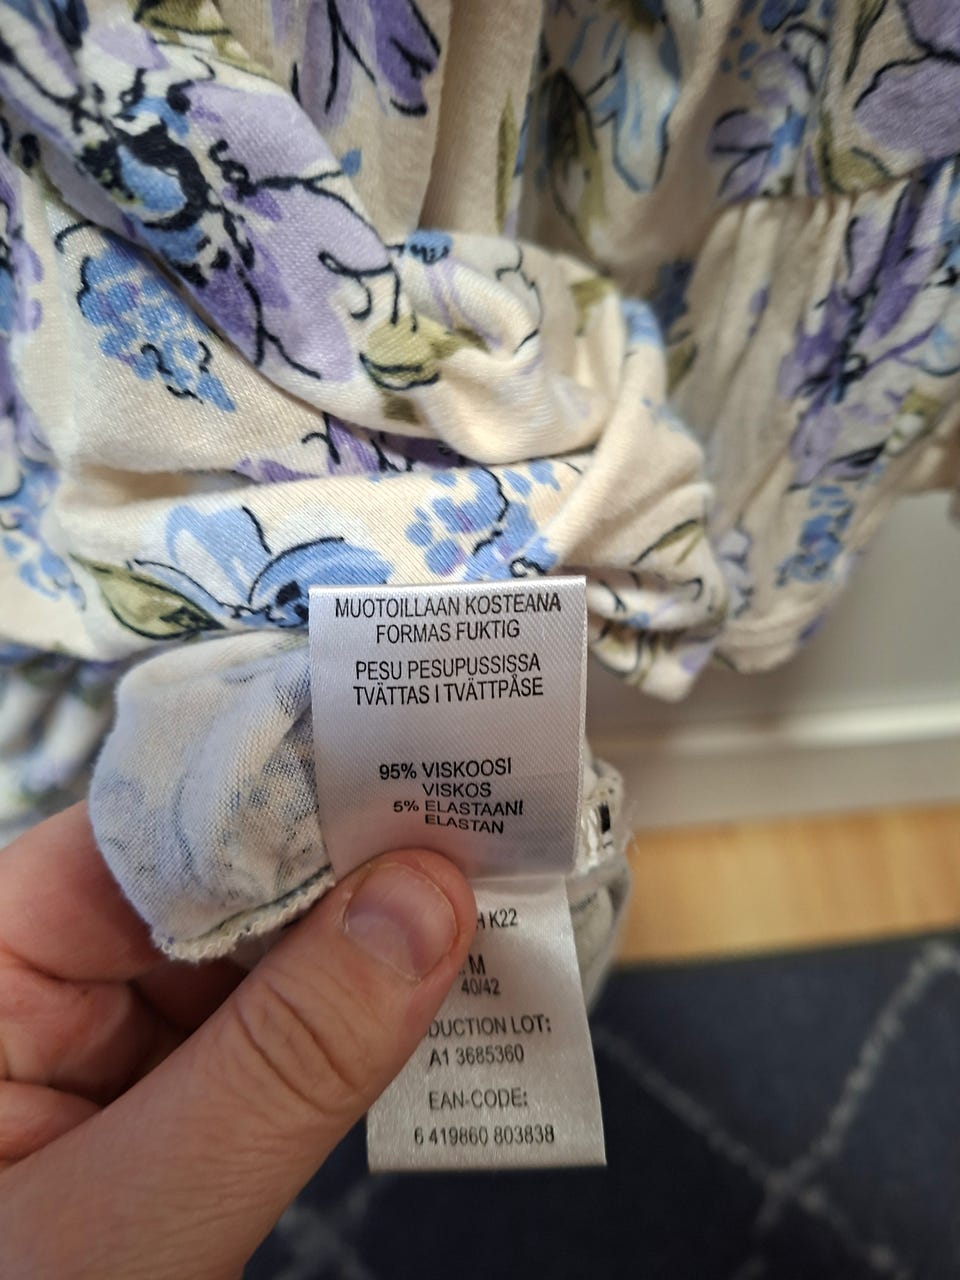 MUOTOILLAAN KOSTEANA
FORMAS FUKTIG
PESU PESUPUSSISSA
TVÄTTAS I TVÄTTPÅSE
95% VISKOOSI
VISKOS
5% ELASTAANI
ELASTAN
K22
M
40/42
LOT:
A1 3685360
EAN-CODE:
6 419860 803838